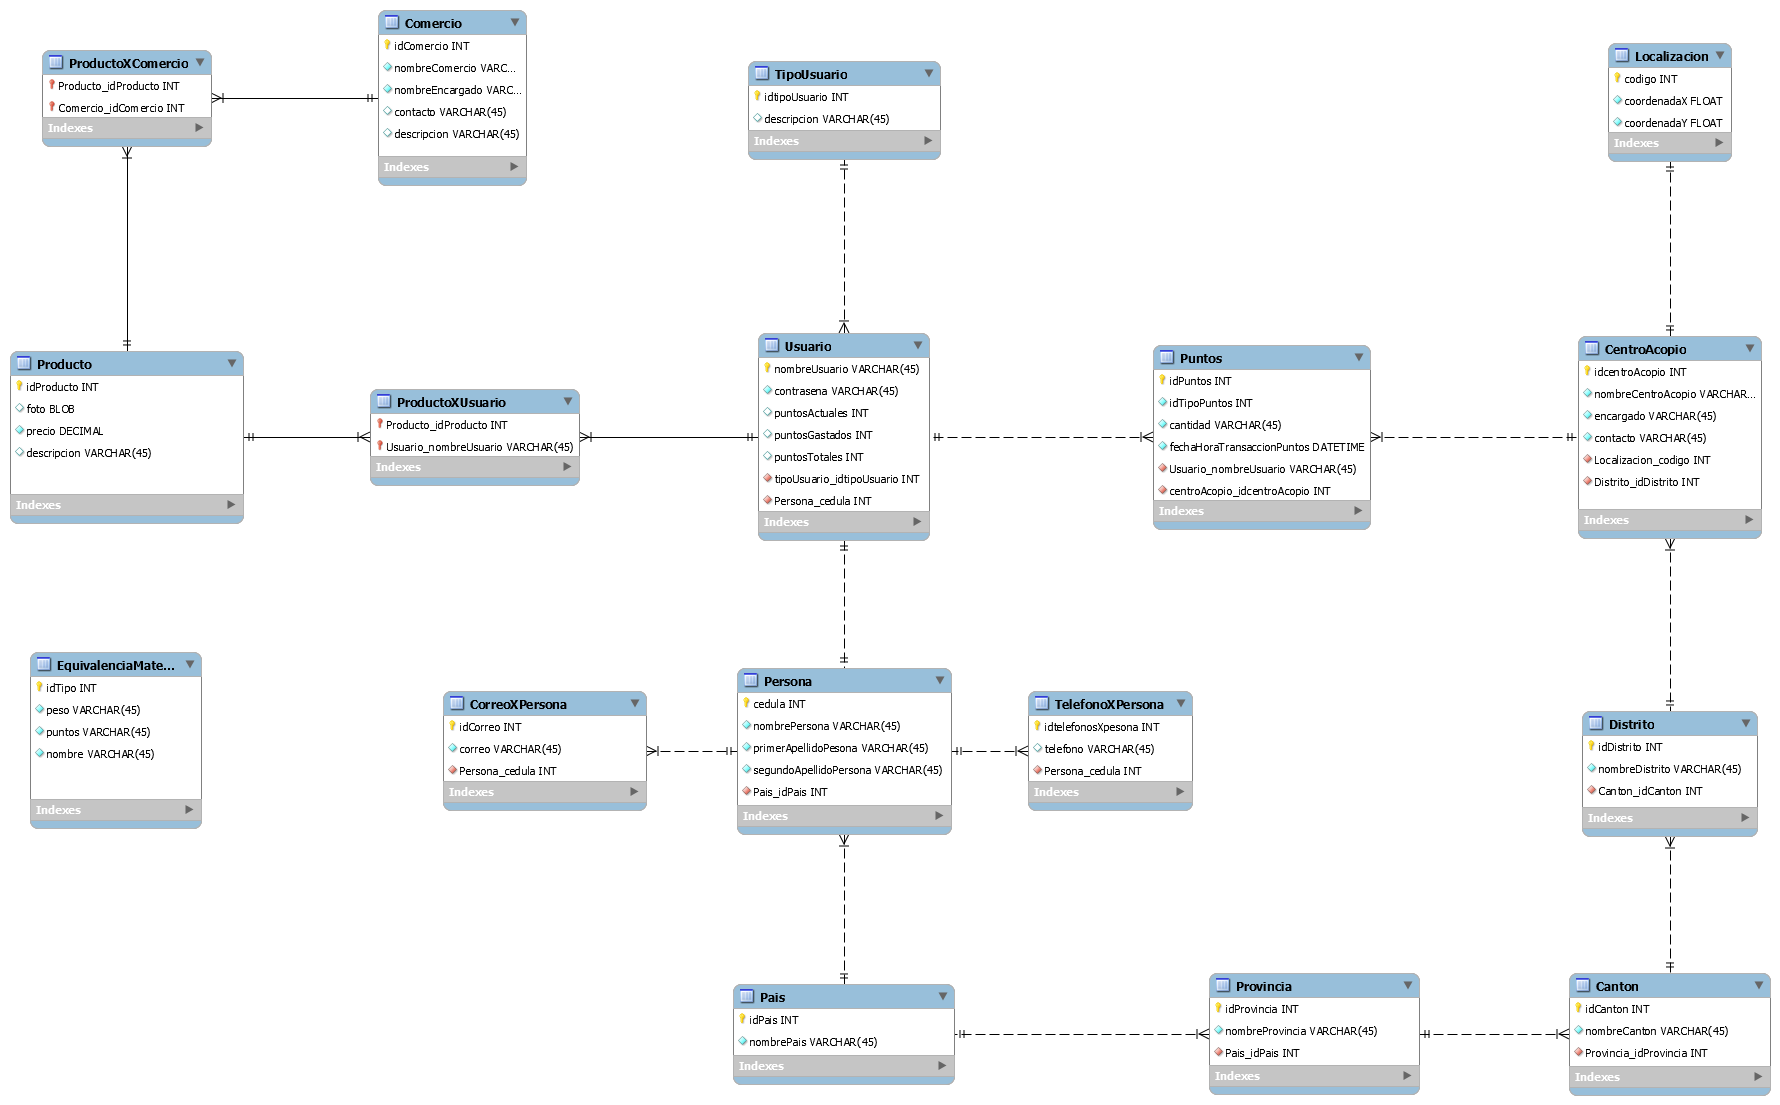 Comercio
idComercio INT
nombreComercio VARC...
nombreEncargado VARC...
contacto VARCHAR(45)
descripcion VARCHAR(45)
Indexes
ProductoXComercio
Producto_idProducto INT
Comercio_idComercio INT
Indexes
TipoUsuario
idtipoUsuario INT
descripcion VARCHAR(45)
Indexes
Localizacion
codigo INT
coordenadaX FLOAT
coordenadaY FLOAT
Indexes
Producto
idProducto INT
foto BLOB
precio DECIMAL
descripcion VARCHAR(45)
Indexes
ProductoXUsuario
Producto_idProducto INT
Usuario_nombreUsuario VARCHAR(45)
Indexes
Usuario
nombreUsuario VARCHAR(45)
contrasena VARCHAR(45)
puntosActuales INT
puntosGastados INT
puntosTotales INT
tipoUsuario_idtipoUsuario INT
Persona_cedula INT
Indexes
Puntos
idPuntos INT
idTipoPuntos INT
cantidad VARCHAR(45)
fechaHoraTransaccionPuntos DATETIME
Usuario_nombreUsuario VARCHAR(45)
centroAcopio_idcentroAcopio INT
Indexes
CentroAcopio
idcentroAcopio INT
nombreCentroAcopio VARCHAR...
encargado VARCHAR(45)
contacto VARCHAR(45)
Localizacion_codigo INT
Distrito_idDistrito INT
Indexes
EquivalenciaMate...
idTipo INT
peso VARCHAR(45)
puntos VARCHAR(45)
nombre VARCHAR(45)
Indexes
CorreoXPersona
idCorreo INT
correo VARCHAR(45)
Persona_cedula INT
Indexes
Persona
cedula INT
nombrePersona VARCHAR(45)
primerApellidoPesona VARCHAR(45)
segundoApellidoPersona VARCHAR(45)
Pais_idPais INT
Indexes
TelefonoXPersona
idtelefonosXpesona INT
telefono VARCHAR(45)
Persona_cedula INT
Indexes
Distrito
idDistrito INT
nombreDistrito VARCHAR(45)
Canton_idCanton INT
Indexes
Pais
idPais INT
nombrePais VARCHAR(45)
Indexes
Provincia
idProvincia INT
nombreProvincia VARCHAR(45)
Pais_idPais INT
Indexes
Canton
idCanton INT
nombreCanton VARCHAR(45)
Provincia_idProvincia INT
Indexes